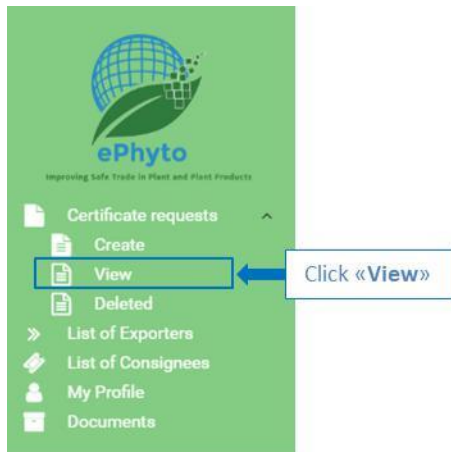 ePhyto
Improving Safe Trade in Plant and Plant Products
Certificate requests
Create
View
Click «View»
Deleted
List of Exporters
List of Consignees
My Profile
Documents